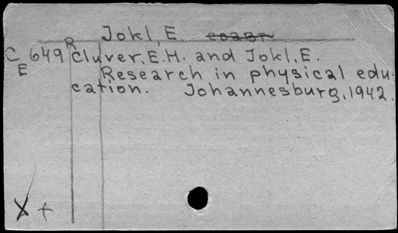 Jokl, E.
C 649 R Cluver, E.H. and Jokl, E.
E Research in physical edu-
cation. Johannesburg, 1942.
X +